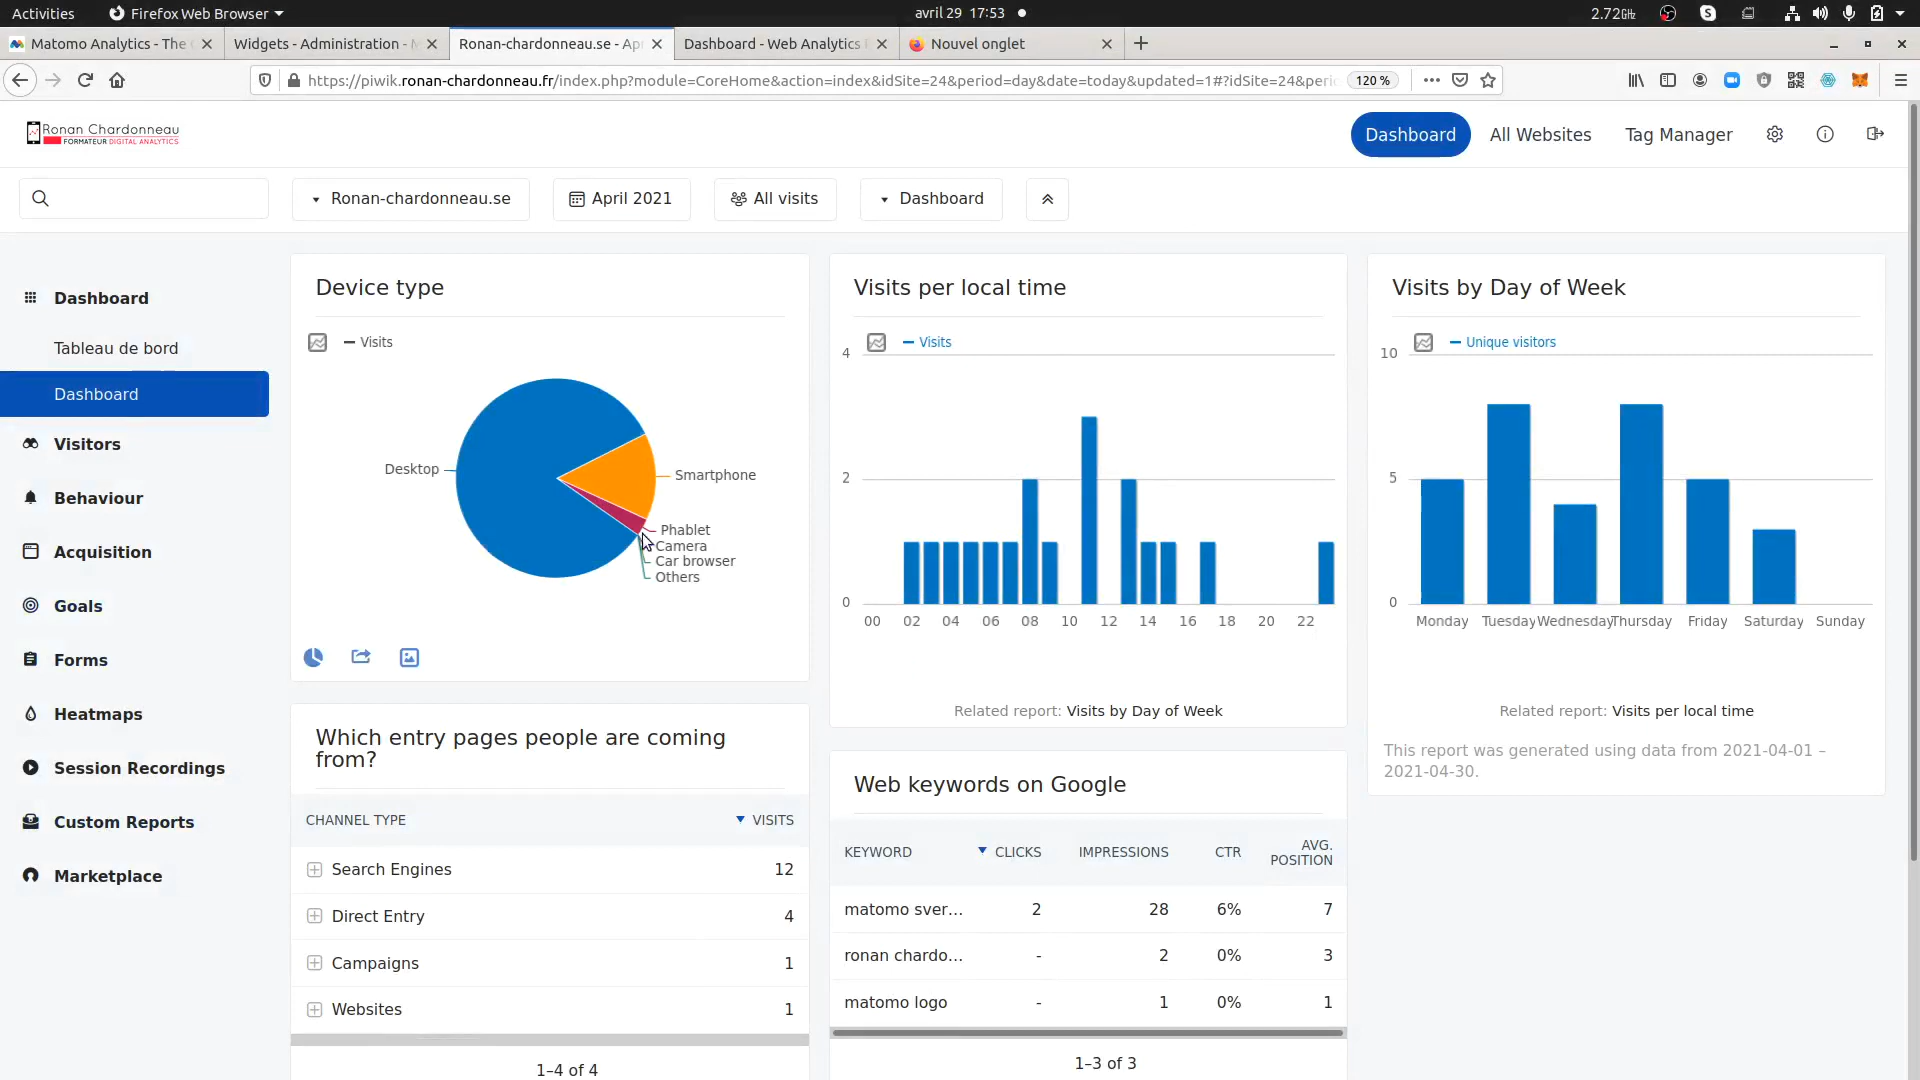 Activities
Firefox Web Browser
avril 29 17:53
2.72GHz
Matomo Analytics - The
Widgets - Administration -
Ronan-chardonneau.se -
Dashboard - Web Analytics
Nouvel onglet
https://piwik.ronan-chardonneau.fr/index.php?module=CoreHome&action=index&idSite=24&period=day&date=today&updated=1#?idSite=24&peri
120 %
Ronan Chardonneau
FORMATEUR DIGITAL ANALYTICS
Dashboard
All Websites
Tag Manager
Ronan-chardonneau.se
April 2021
All visits
Dashboard
Dashboard
Tableau de bord
Dashboard
Visitors
Behaviour
Acquisition
Goals
Forms
Heatmaps
Session Recordings
Custom Reports
Marketplace
Device type
Visits
Desktop
Smartphone
Phablet
Camera
Car browser
Others
Which entry pages people are coming
from?
CHANNEL TYPE VISITS
Search Engines 12
Direct Entry 4
Campaigns 1
Websites 1
1–4 of 4
Visits per local time
Visits
4
2
0
00 02 04 06 08 10 12 14 16 18 20 22
Related report: Visits by Day of Week
Web keywords on Google
KEYWORD CLICKS IMPRESSIONS CTR AVG. POSITION
matomo sver... 2 28 6% 7
ronan chardo... - 2 0% 3
matomo logo - 1 0% 1
1–3 of 3
Visits by Day of Week
Unique visitors
10
5
0
Monday Tuesday Wednesday Thursday Friday Saturday Sunday
Related report: Visits per local time
This report was generated using data from 2021-04-01 –
2021-04-30.